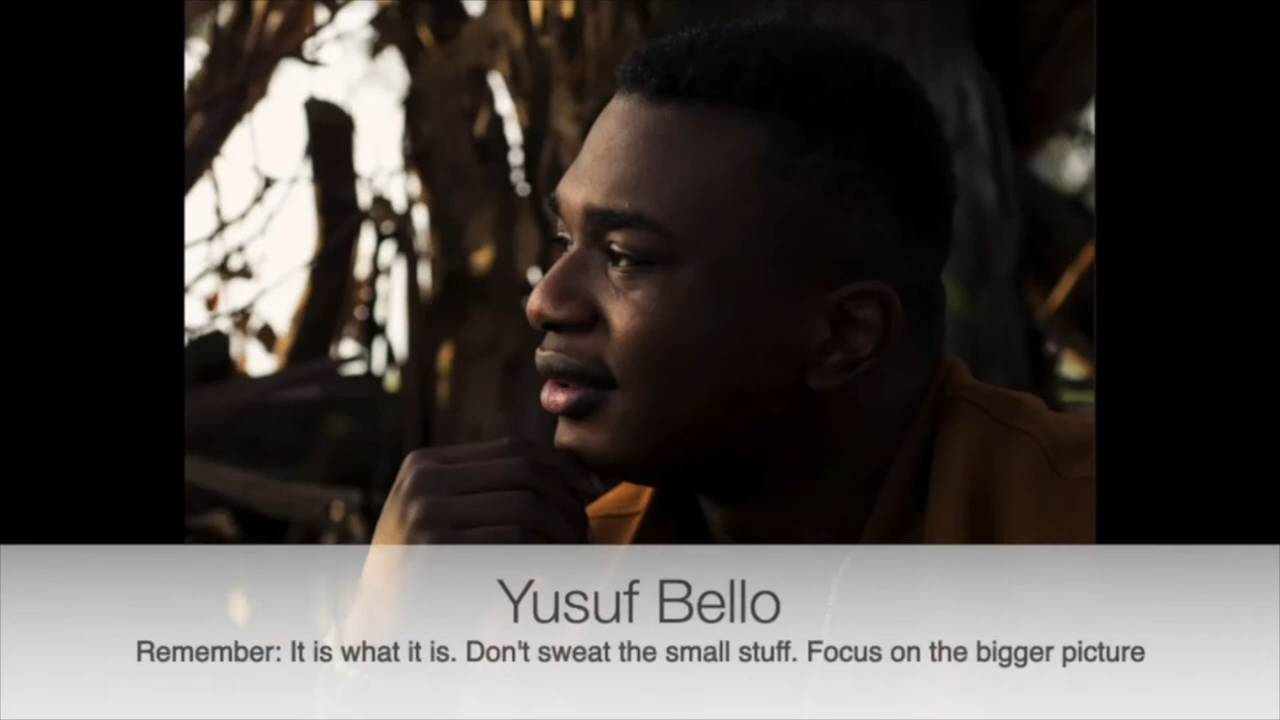 Yusuf Bello
Remember: It is what it is. Don't sweat the small stuff. Focus on the bigger picture